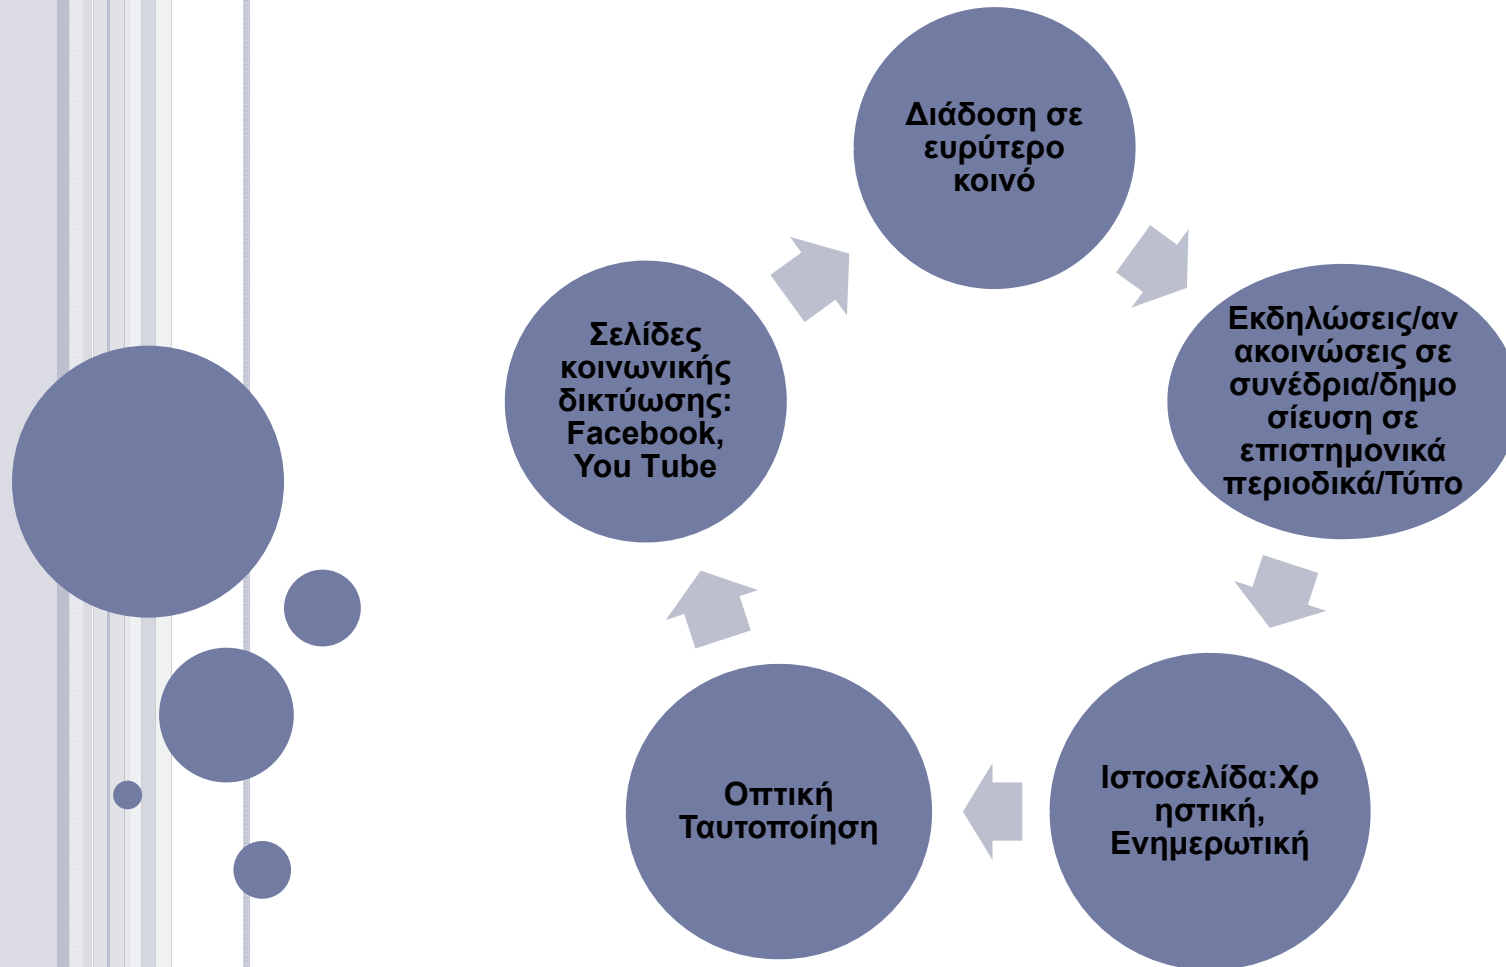 Διάδοση σε
ευρύτερο
κοινό
Εκδηλώσεις/αν
ακοινώσεις σε
συνέδρια/δημο
σίευση σε
επιστημονικά
περιοδικά/Τύπο
Ιστοσελίδα:Χρ
ηστική,
Ενημερωτική
Οπτική
Ταυτοποίηση
Σελίδες
κοινωνικής
δικτύωσης:
Facebook,
You Tube